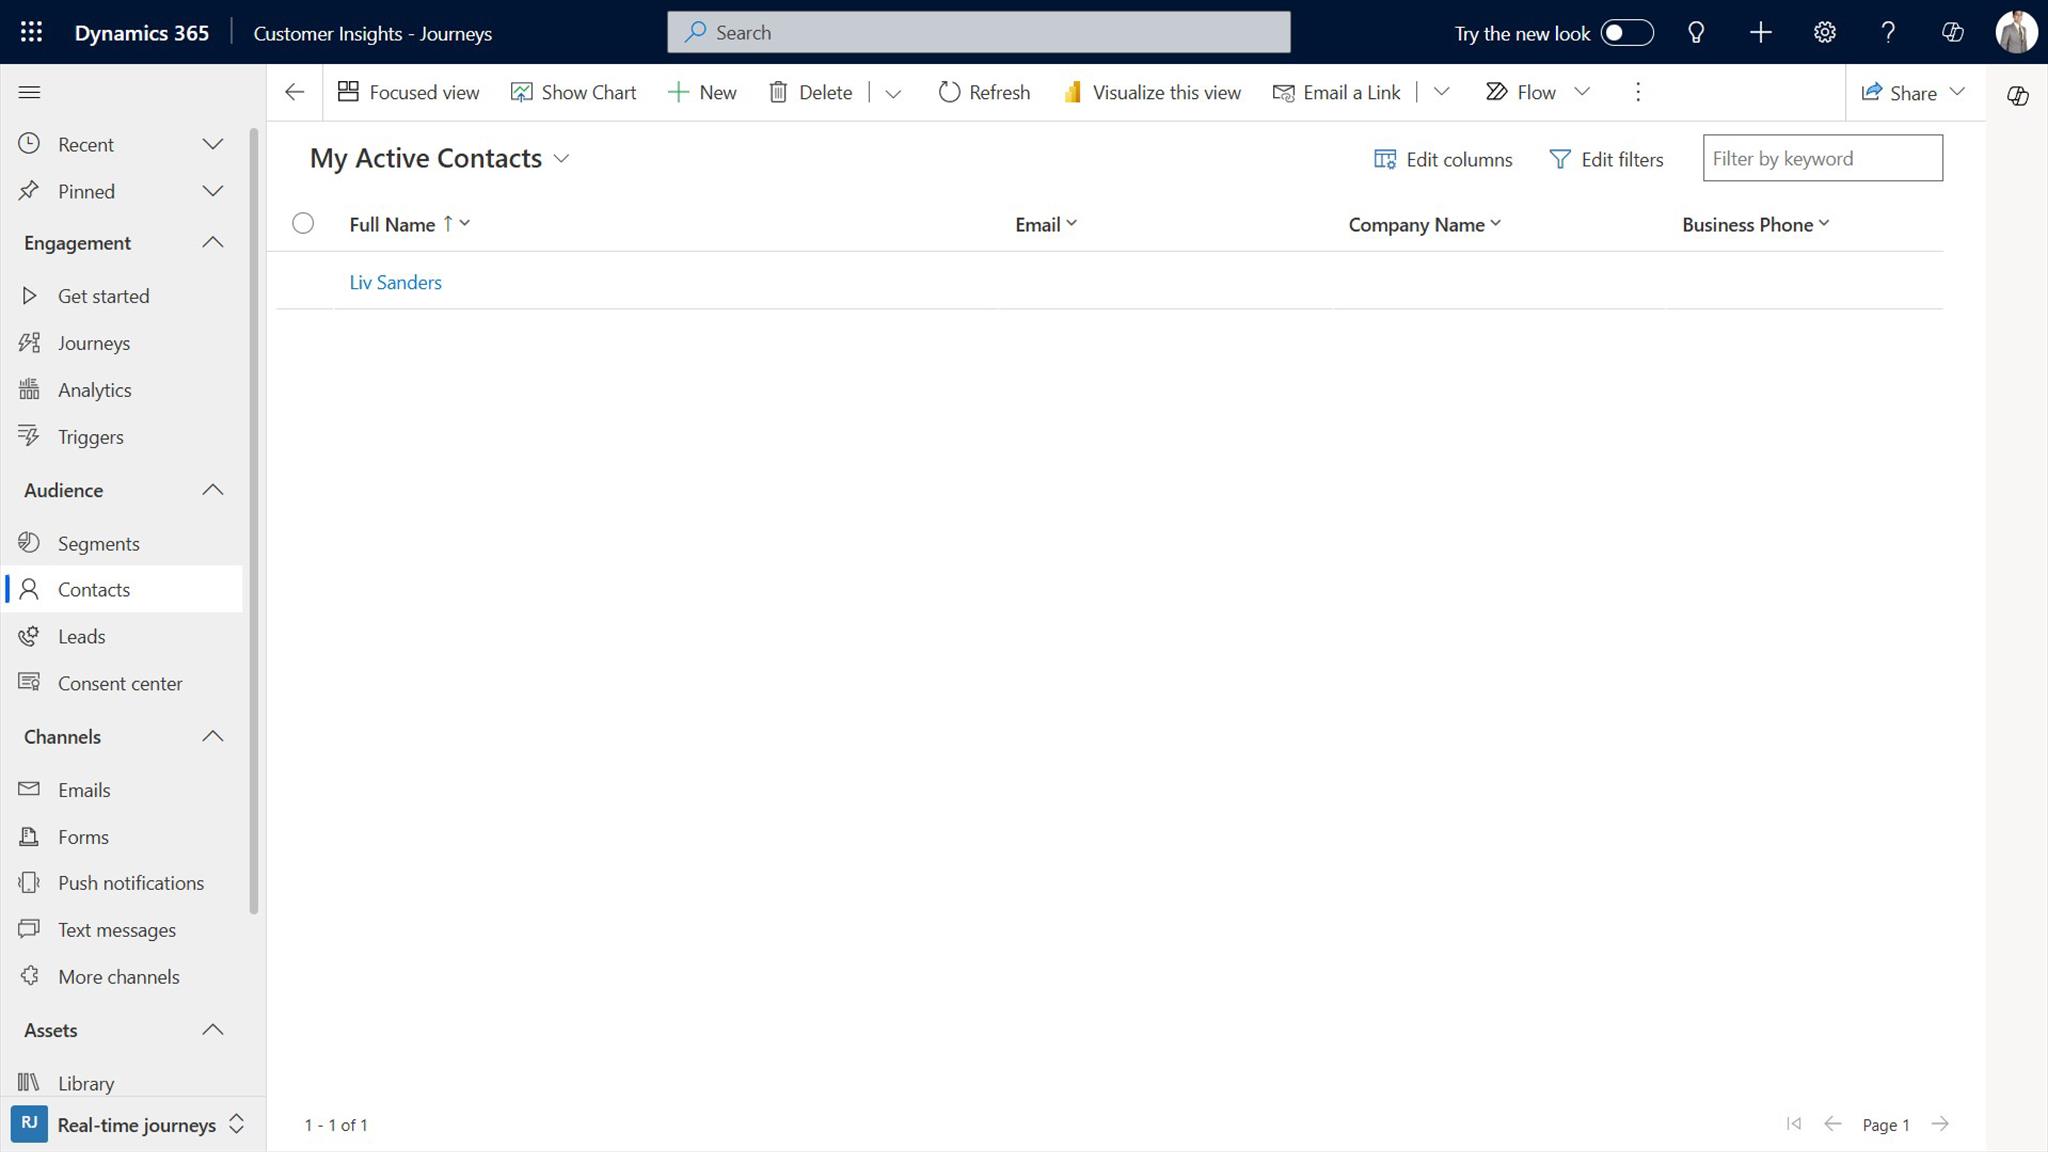 Dynamics 365
Customer Insights - Journeys
Search
Try the new look
Focused view
Show Chart
New
Delete
Refresh
Visualize this view
Email a Link
Flow
Share
Recent
Pinned
Engagement
Get started
Journeys
Analytics
Triggers
Audience
Segments
Contacts
Leads
Consent center
Channels
Emails
Forms
Push notifications
Text messages
More channels
Assets
Library
RJ Real-time journeys
My Active Contacts
Edit columns
Edit filters
Filter by keyword
Full Name ↑ Email Company Name Business Phone
Liv Sanders
1 - 1 of 1
Page 1